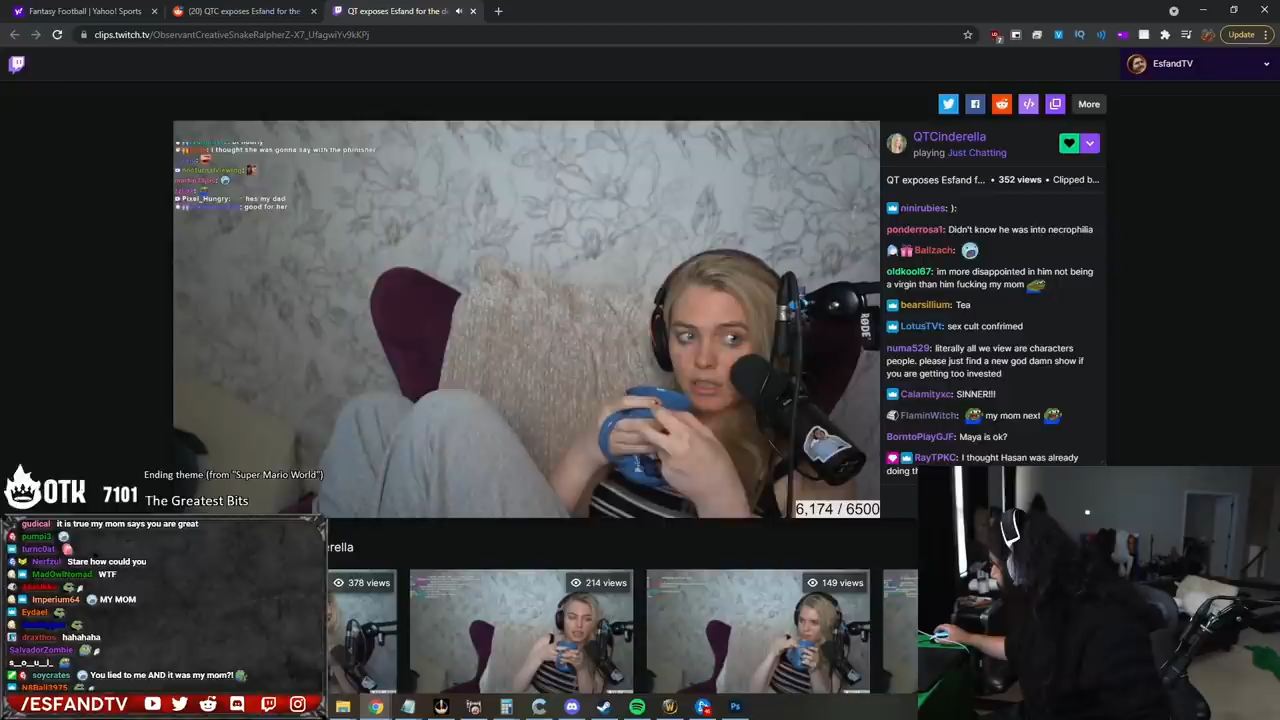 Fantasy Football | Yahoo! Sports
(20) QTC exposes Esfand for the
QT exposes Esfand for the d
clips.twitch.tv/ObservantCreativeSnakeRalpherZ-X7_UfagwiYv9kKPj
Update
EsfandTV
More
QTCinderella
playing Just Chatting
QT exposes Esfand f... • 352 views • Clipped b...
I thought she was gonna say with the phinisher
Pixel_Hungry: hes my dad
good for her
ninirubies: ):
ponderrosa1: Didn't know he was into necrophilia
Ballzach:
oldkool67: im more disappointed in him not being
a virgin than him fucking my mom
bearsillium: Tea
LotusTVt: sex cult confrimed
numa529: literally all we view are characters
people. please just find a new god damn show if
you are getting too invested
Calamityxc: SINNER!!!
FlaminWitch: my mom next
BorntoPlayGJF: Maya is ok?
RayTPKC: I thought Hasan was already
doing th
RØDE
6,174 / 6500
Ending theme (from "Super Mario World")
OTK 7101
The Greatest Bits
gudical it is true my mom says you are great
pumpi3
turnc0at
Nerfzul Stare how could you
MadOwlNomad WTF
Imperium64 MY MOM
Eydael
draxthos hahahaha
SalvadorZombie
s__o__u__l_
soycrates You lied to me AND it was my mom?!
N8Ball3975
/ESFANDTV
erella
378 views
214 views
149 views